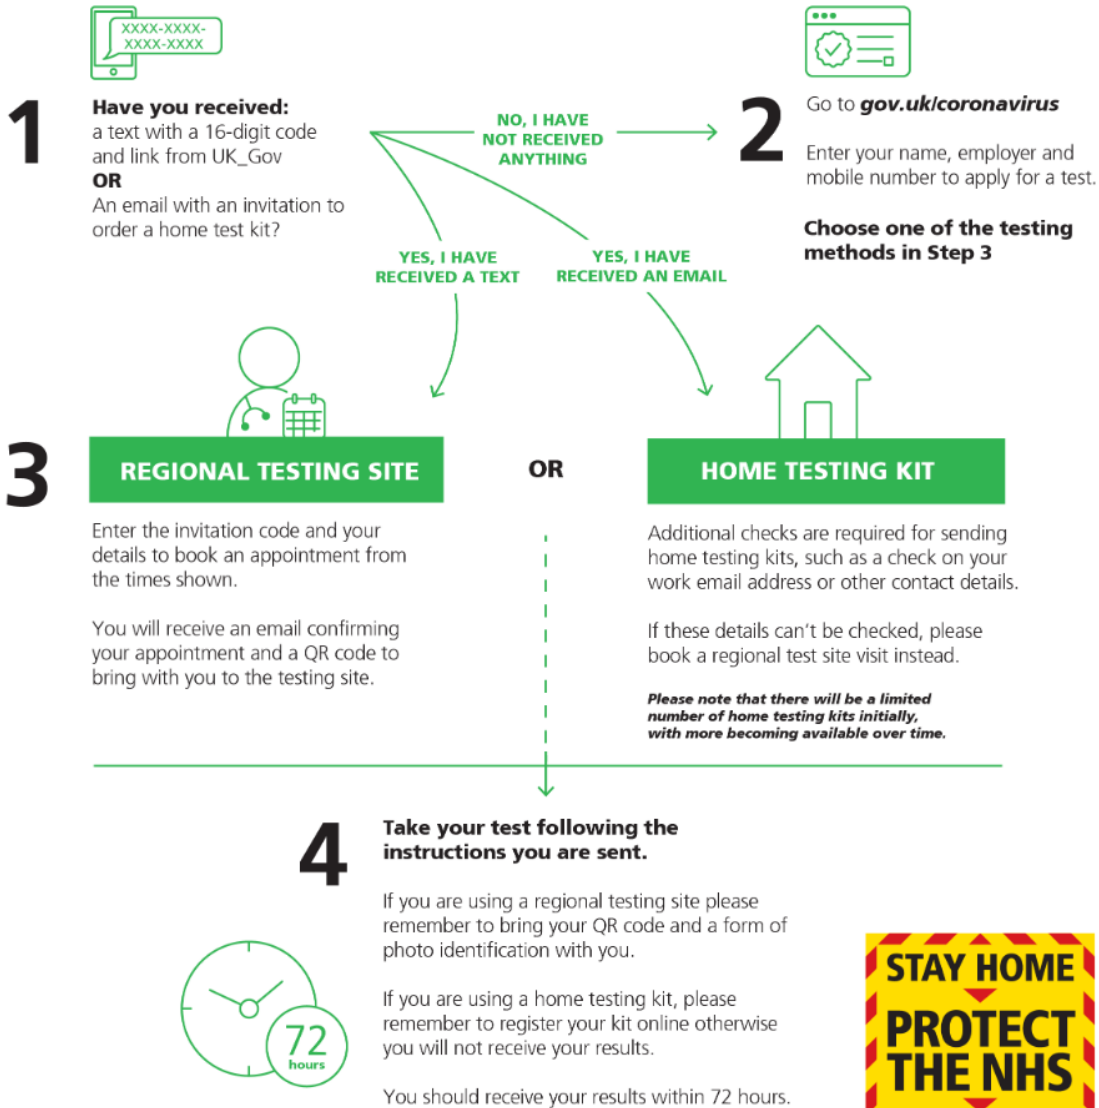 XXXX-XXXX-
XXXX-XXXX
1
Have you received:
a text with a 16-digit code
and link from UK_Gov
OR
An email with an invitation to
order a home test kit?
NO, I HAVE
NOT RECEIVED
ANYTHING
YES, I HAVE
RECEIVED A TEXT
YES, I HAVE
RECEIVED AN EMAIL
2
Go to gov.uk/coronavirus
Enter your name, employer and
mobile number to apply for a test.
Choose one of the testing
methods in Step 3
3
REGIONAL TESTING SITE
Enter the invitation code and your
details to book an appointment from
the times shown.
You will receive an email confirming
your appointment and a QR code to
bring with you to the testing site.
OR
HOME TESTING KIT
Additional checks are required for sending
home testing kits, such as a check on your
work email address or other contact details.
If these details can't be checked, please
book a regional test site visit instead.
Please note that there will be a limited
number of home testing kits initially,
with more becoming available over time.
4
Take your test following the
instructions you are sent.
If you are using a regional testing site please
remember to bring your QR code and a form of
photo identification with you.
If you are using a home testing kit, please
remember to register your kit online otherwise
you will not receive your results.
You should receive your results within 72 hours.
72
hours
STAY HOME
PROTECT
THE NHS